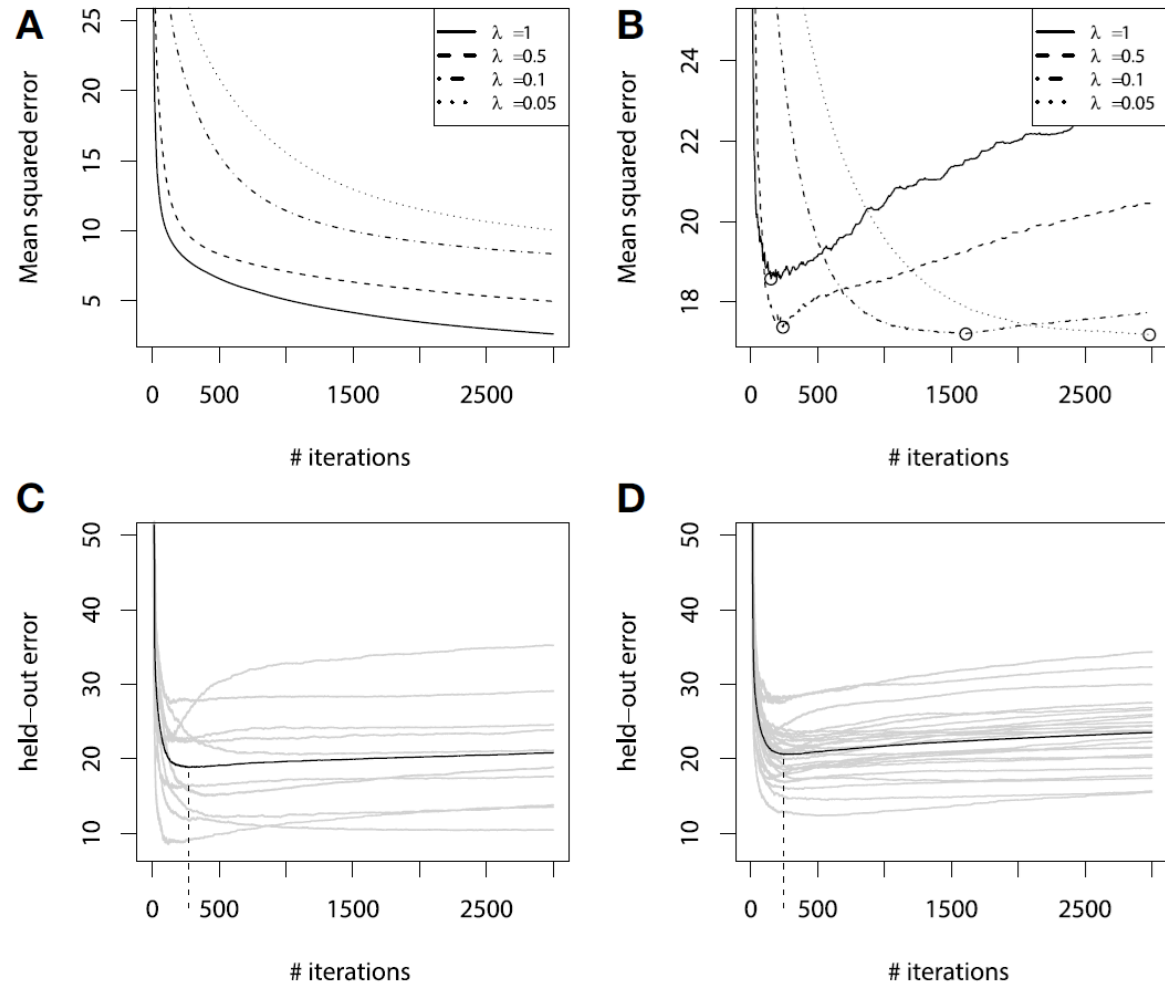 A
Mean squared error
25
20
15
10
5
λ =1
λ =0.5
λ =0.1
λ =0.05
0 500 1500 2500
# iterations
B
Mean squared error
24
22
20
18
λ =1
λ =0.5
λ =0.1
λ =0.05
0 500 1500 2500
# iterations
C
held-out error
50
40
30
20
10
0 500 1500 2500
# iterations
D
held-out error
50
40
30
20
10
0 500 1500 2500
# iterations